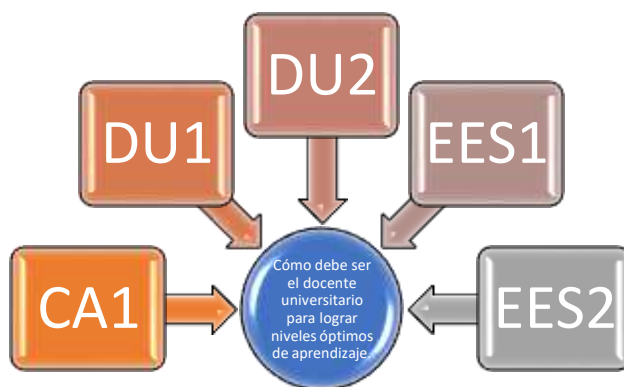 DU2
DU1
EES1
CA1
Cómo debe ser
el docente
universitario
para lograr
niveles óptimos
de aprendizaje.
EES2